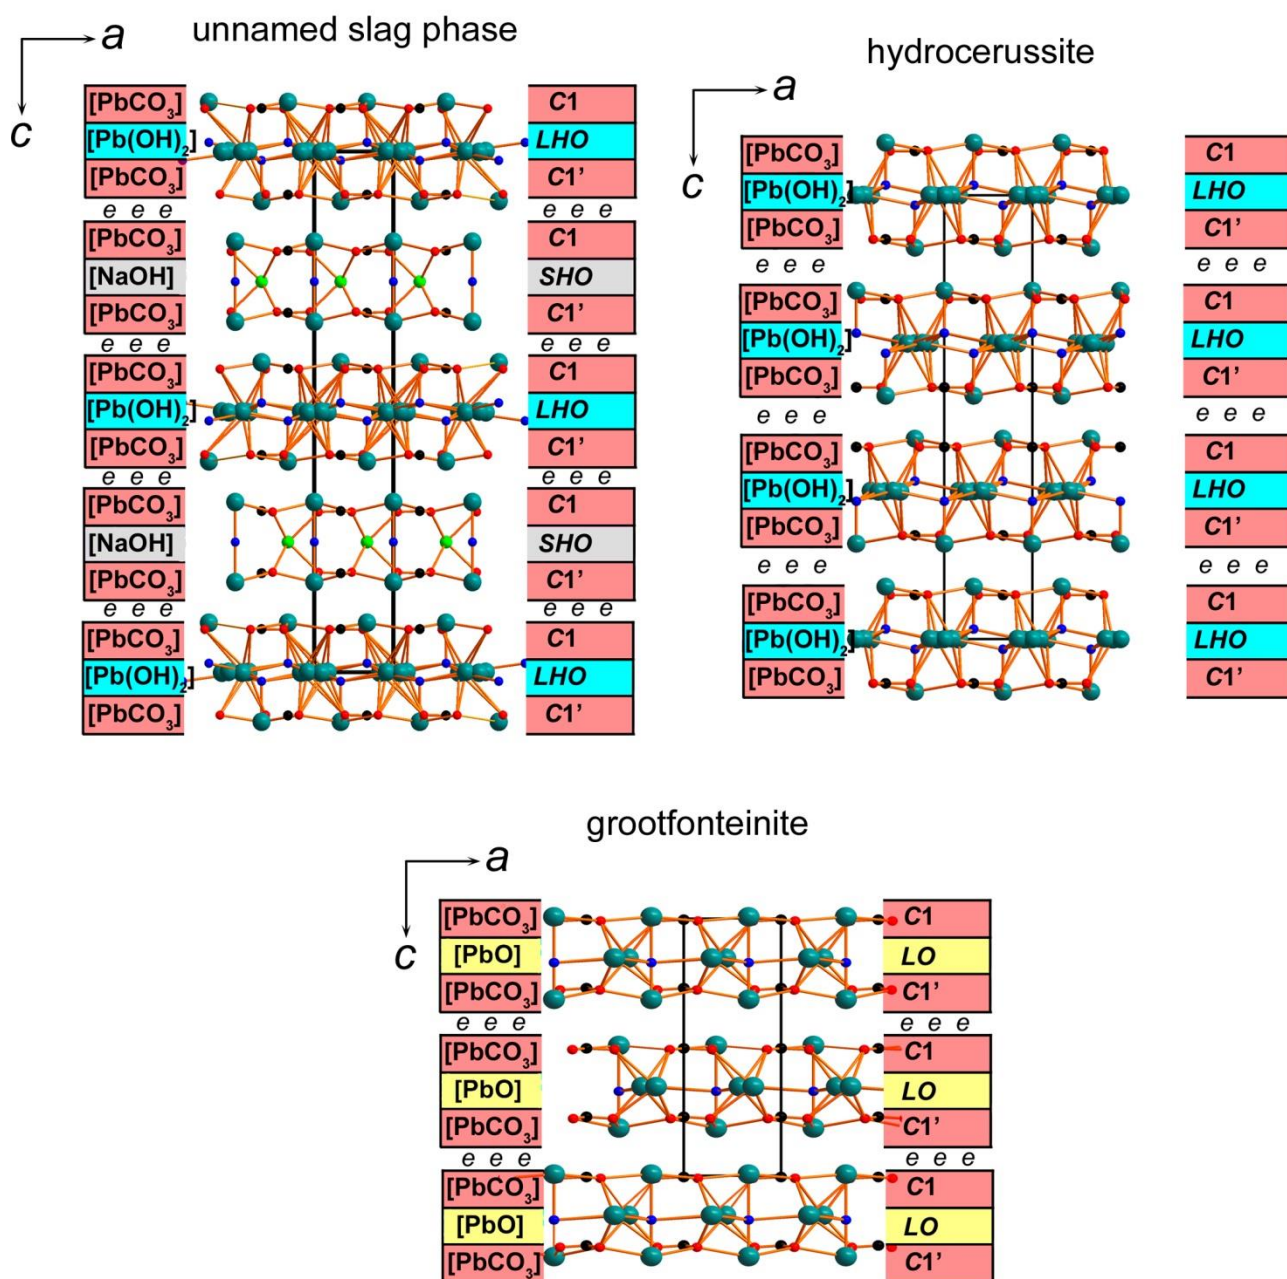 unnamed slag phase
a
c
[PbCO3] C1
[Pb(OH)2] LHO
[PbCO3] C1'
e e e e e e
[PbCO3] C1
[NaOH] SHO
[PbCO3] C1'
e e e e e e
[PbCO3] C1
[Pb(OH)2] LHO
[PbCO3] C1'
e e e e e e
[PbCO3] C1
[NaOH] SHO
[PbCO3] C1'
e e e e e e
[PbCO3] C1
[Pb(OH)2] LHO
[PbCO3] C1'
hydrocerussite
a
c
[PbCO3] C1
[Pb(OH)2] LHO
[PbCO3] C1'
e e e e e e
[PbCO3] C1
[Pb(OH)2] LHO
[PbCO3] C1'
e e e e e e
[PbCO3] C1
[Pb(OH)2] LHO
[PbCO3] C1'
e e e e e e
[PbCO3] C1
[Pb(OH)2] LHO
[PbCO3] C1'
grootfonteinite
a
c
[PbCO3] C1
[PbO] LO
[PbCO3] C1'
e e e e e e
[PbCO3] C1
[PbO] LO
[PbCO3] C1'
e e e e e e
[PbCO3] C1
[PbO] LO
[PbCO3] C1'